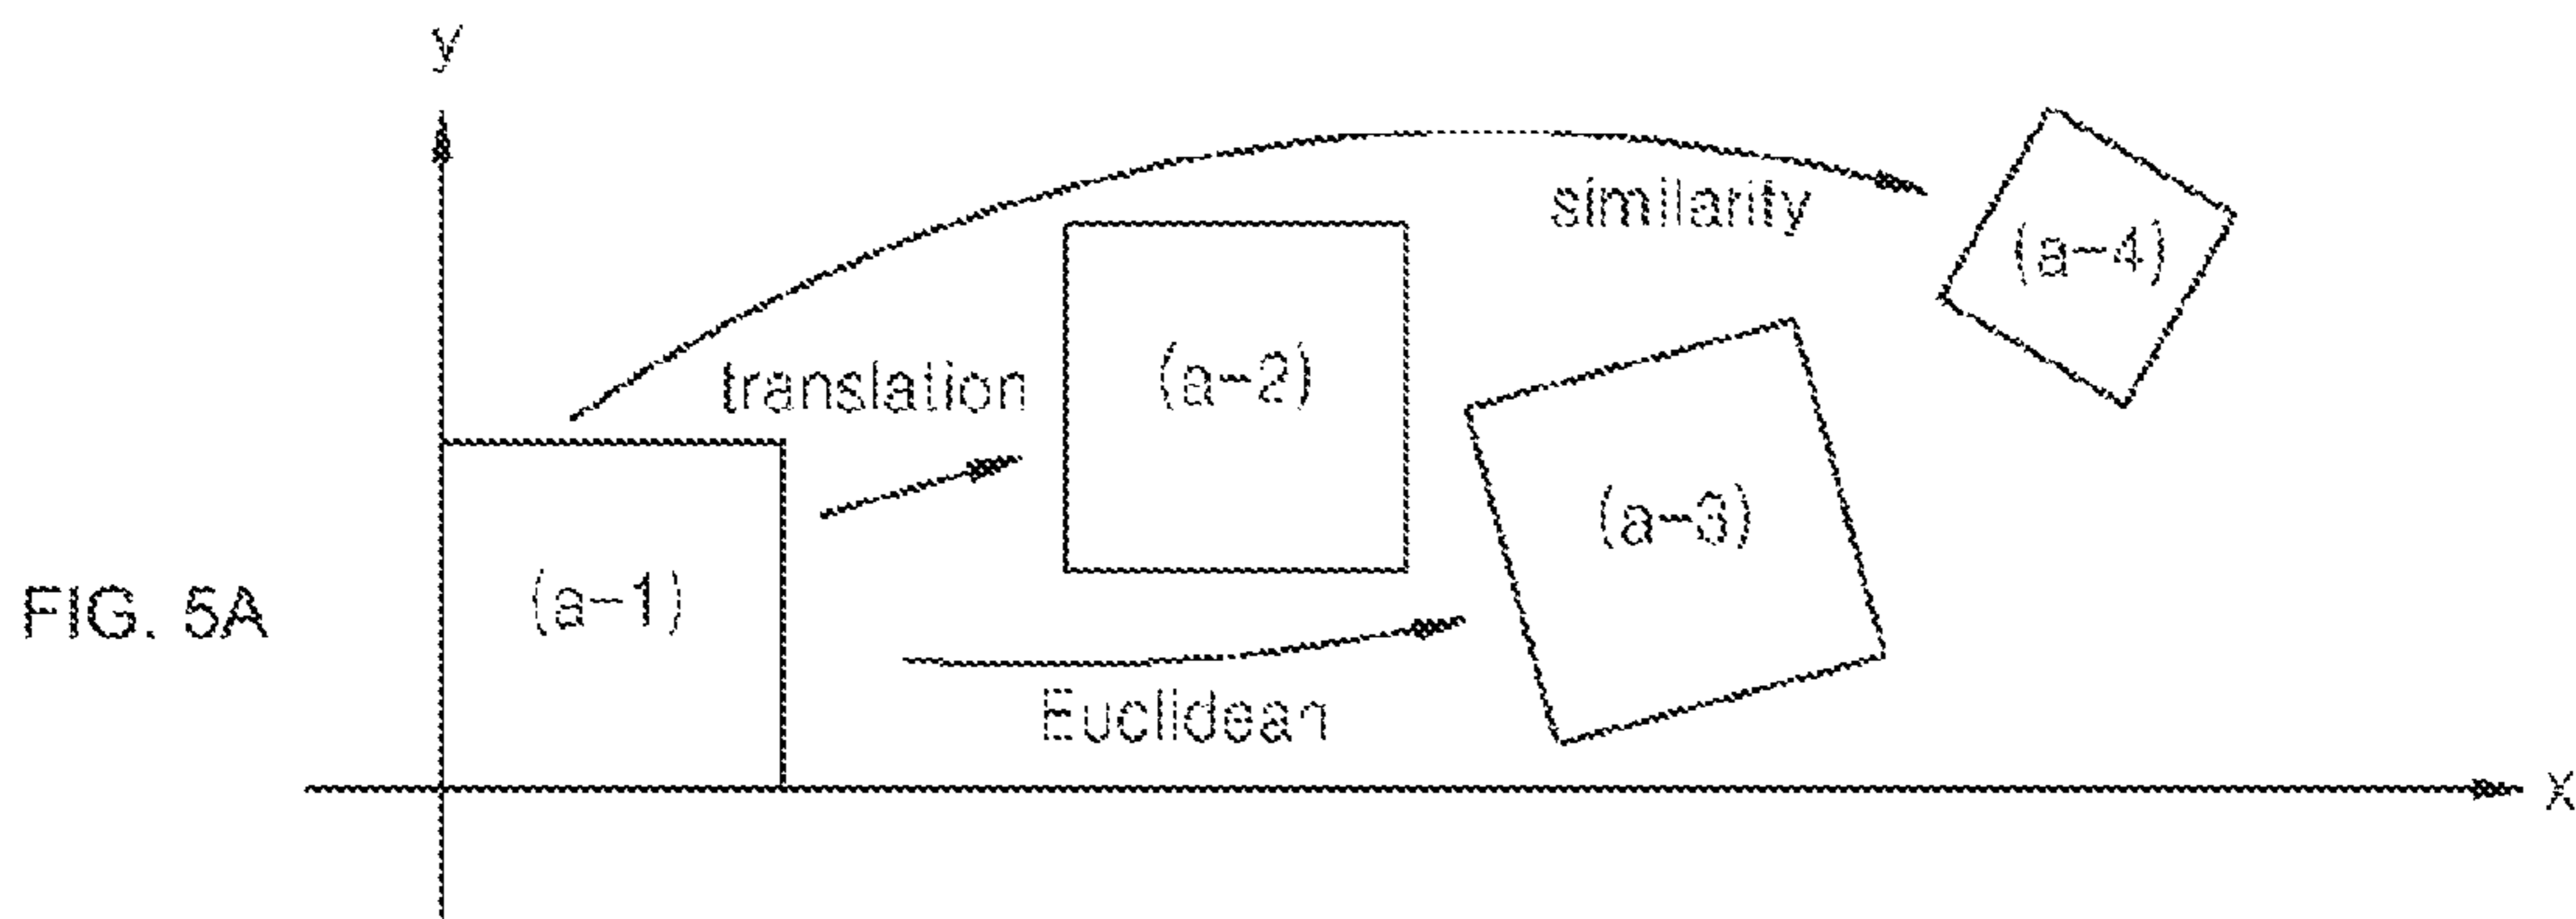 y
similarity
(a-4)
translation
(a-2)
(a-3)
(a-1)
FIG. 5A
Euclidean
x